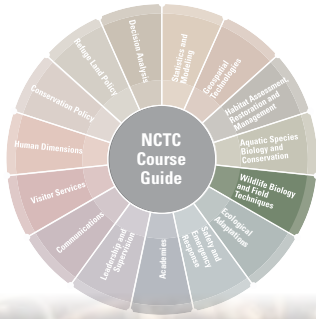 NCTC
Course
Guide
Statistics and
Modeling
Geospatial
Technologies
Habitat Assessment,
Restoration and
Management
Aquatic Species
Biology and
Conservation
Wildlife Biology
and Field
Techniques
Ecological
Adaptations
Safety and
Emergency
Response
Academies
Leadership and
Supervision
Communications
Visitor Services
Human Dimensions
Conservation Policy
Refuge Land Policy
Decision Analysis